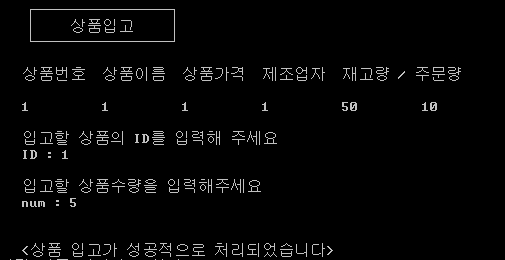 상품입고
상품번호 상품이름 상품가격 제조업자 재고량 / 주문량
1 1 1 1 50 10
입고할 상품의 ID를 입력해 주세요
ID : 1
입고할 상품수량을 입력해주세요
num : 5
<상품 입고가 성공적으로 처리되었습니다>